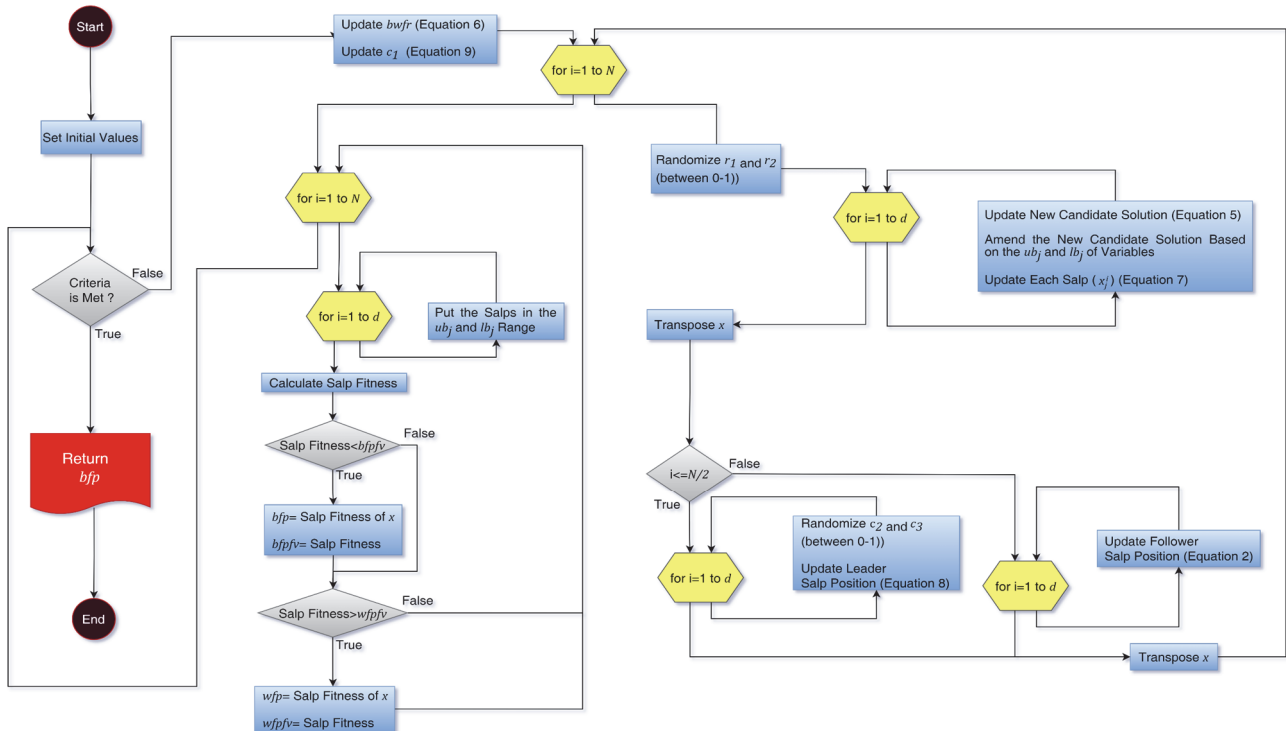 Start
Set Initial Values
Criteria
is Met ?
False
True
Return
bfp
End
Update bwfr (Equation 6)
Update c₁ (Equation 9)
for i=1 to N
for i=1 to N
for i=1 to d
Put the Salps in the
ubⱼ and lbⱼ Range
Calculate Salp Fitness
Salp Fitness<bfpfv
False
True
bfp= Salp Fitness of x
bfpfv= Salp Fitness
Salp Fitness>wfpfv
False
True
wfp= Salp Fitness of x
wfpfv= Salp Fitness
Randomize r₁ and r₂
(between 0-1))
for i=1 to d
Update New Candidate Solution (Equation 5)
Amend the New Candidate Solution Based
on the ubⱼ and lbⱼ of Variables
Update Each Salp (xⱼⁱ) (Equation 7)
Transpose x
i<=N/2
False
True
for i=1 to d
Randomize c₂ and c₃
(between 0-1))
Update Leader
Salp Position (Equation 8)
for i=1 to d
Update Follower
Salp Position (Equation 2)
Transpose x